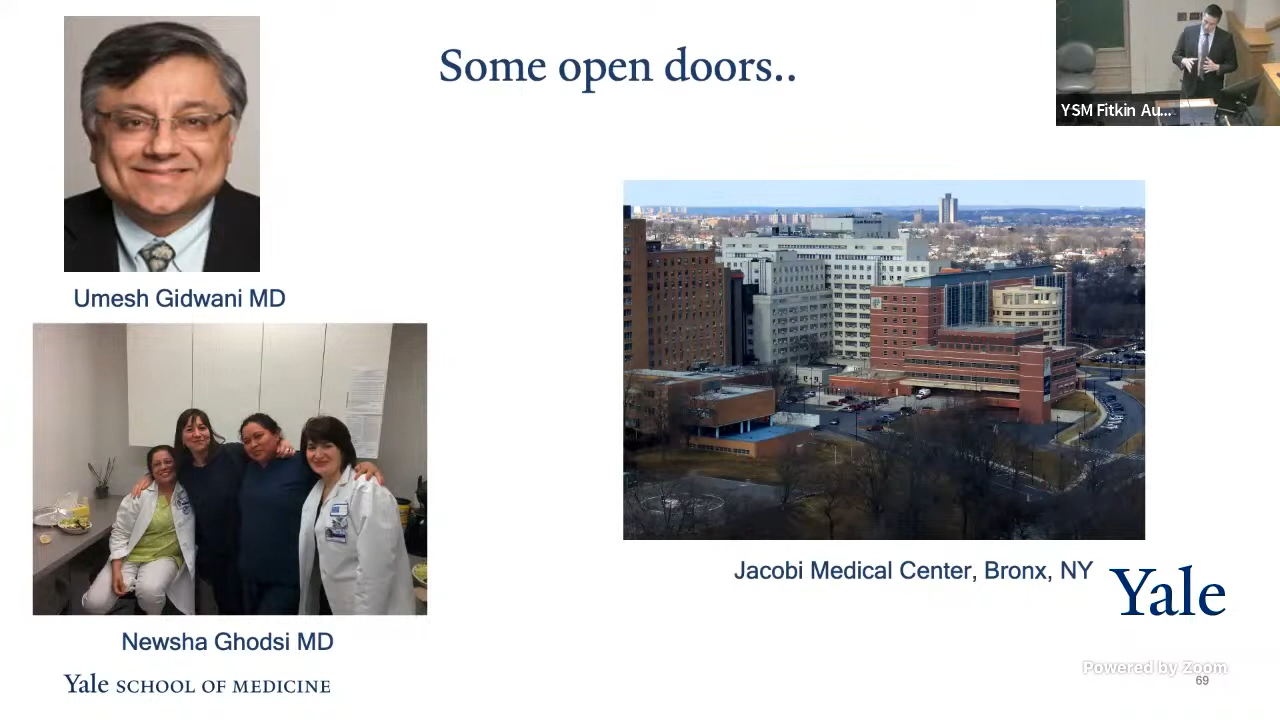 Some open doors..
YSM Fitkin Au...
Umesh Gidwani MD
Newsha Ghodsi MD
Jacobi Medical Center, Bronx, NY
Yale
Yale SCHOOL OF MEDICINE
Powered by Zoom
69